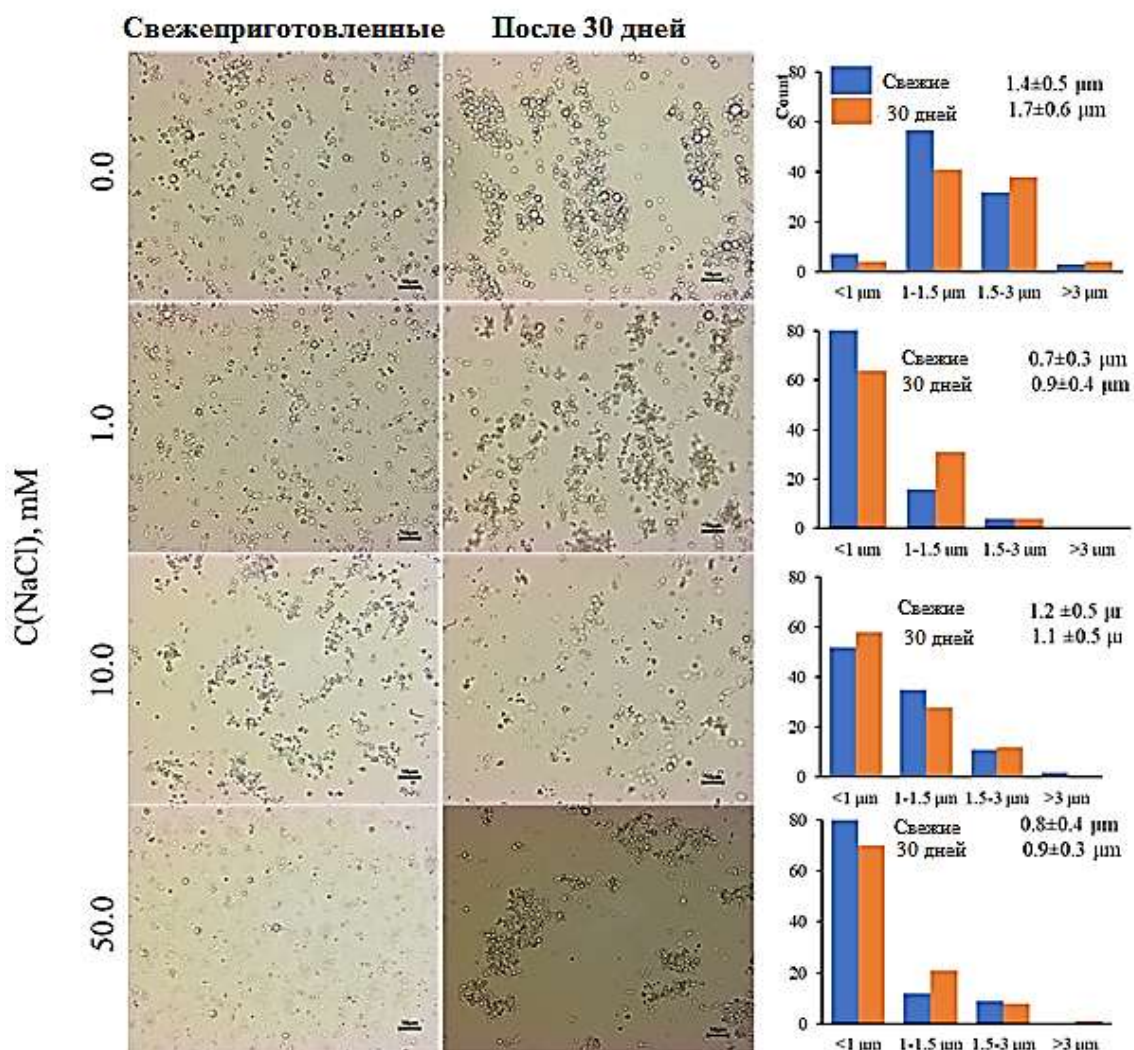 Свежеприготовленные После 30 дней
C(NaCl), mM
0.0
1.0
10.0
50.0
80
60
40
20
0
Count
Свежие 1.4±0.5 μm
30 дней 1.7±0.6 μm
<1 μm 1-1.5 μm 1.5-3 μm >3 μm
80
60
40
20
0
Свежие 0.7±0.3 μm
30 дней 0.9±0.4 μm
<1 μm 1-1.5 μm 1.5-3 μm >3 μm
80
60
40
20
0
Свежие 1.2 ±0.5 μ
30 дней 1.1 ±0.5 μ
<1 μm 1-1.5 μm 1.5-3 μm >3 μm
80
60
40
20
0
Свежие 0.8±0.4 μm
30 дней 0.9±0.3 μm
<1 μm 1-1.5 μm 1.5-3 μm >3 μm